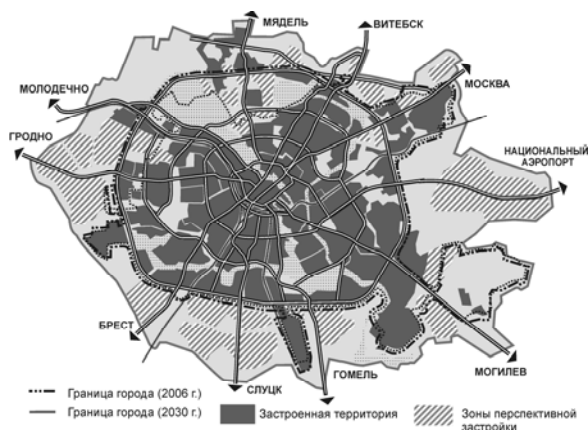 МЯДЕЛЬ
ВИТЕБСК
МОЛОДЕЧНО
МОСКВА
ГРОДНО
НАЦИОНАЛЬНЫЙ
АЭРОПОРТ
БРЕСТ
СЛУЦК
ГОМЕЛЬ
МОГИЛЕВ
Граница города (2006 г.)
Граница города (2030 г.)
Застроенная территория
Зоны перспективной
застройки